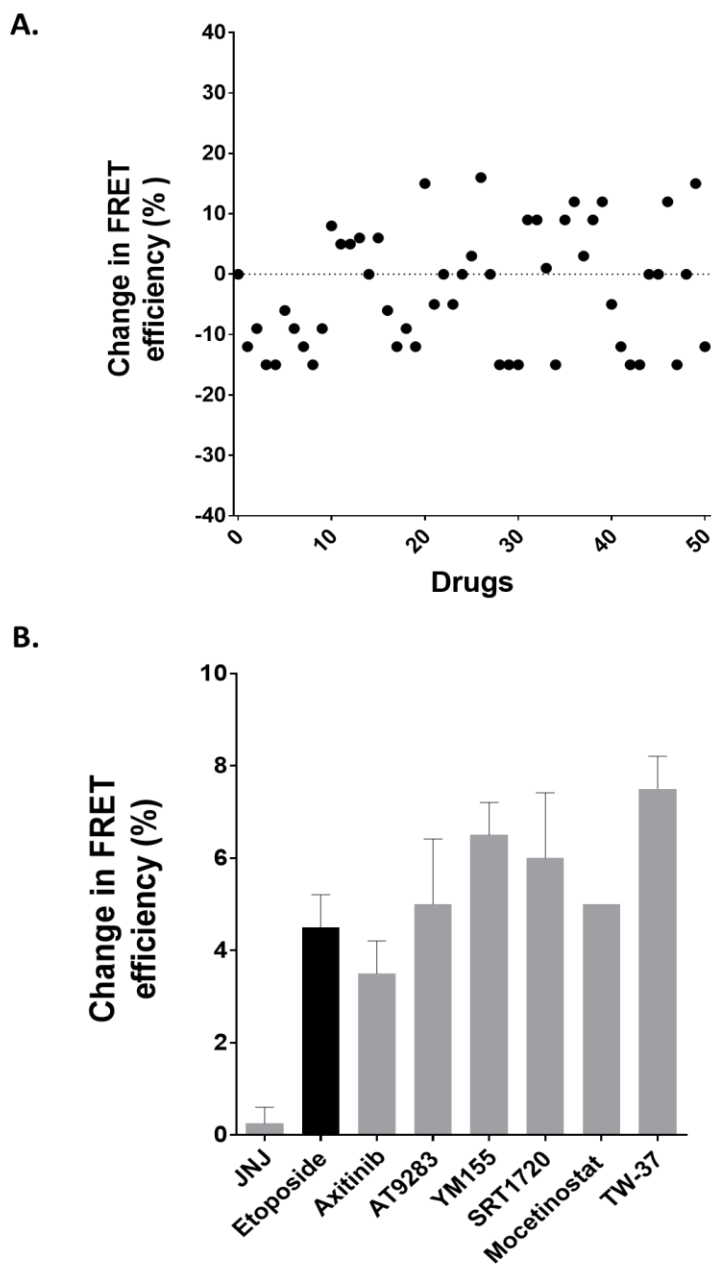 A.
Change in FRET
efficiency (%)
40
30
20
10
0
-10
-20
-30
-40
0
10
20
30
40
50
Drugs
B.
Change in FRET
efficiency (%)
10
8
6
4
2
0
JNJ
Etoposide
Axitinib
AT9283
YM155
SRT1720
Mocetinostat
TW-37